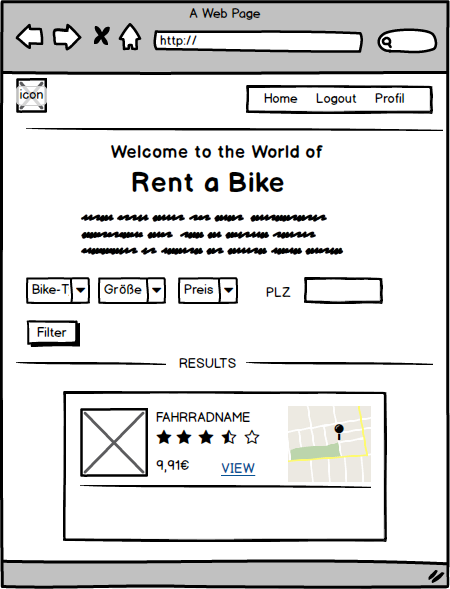 A Web Page
http://
icon
Home Logout Profil
Welcome to the World of
Rent a Bike
Bike-T Größe Preis PLZ
Filter
RESULTS
FAHRRADNAME
9,91€ VIEW